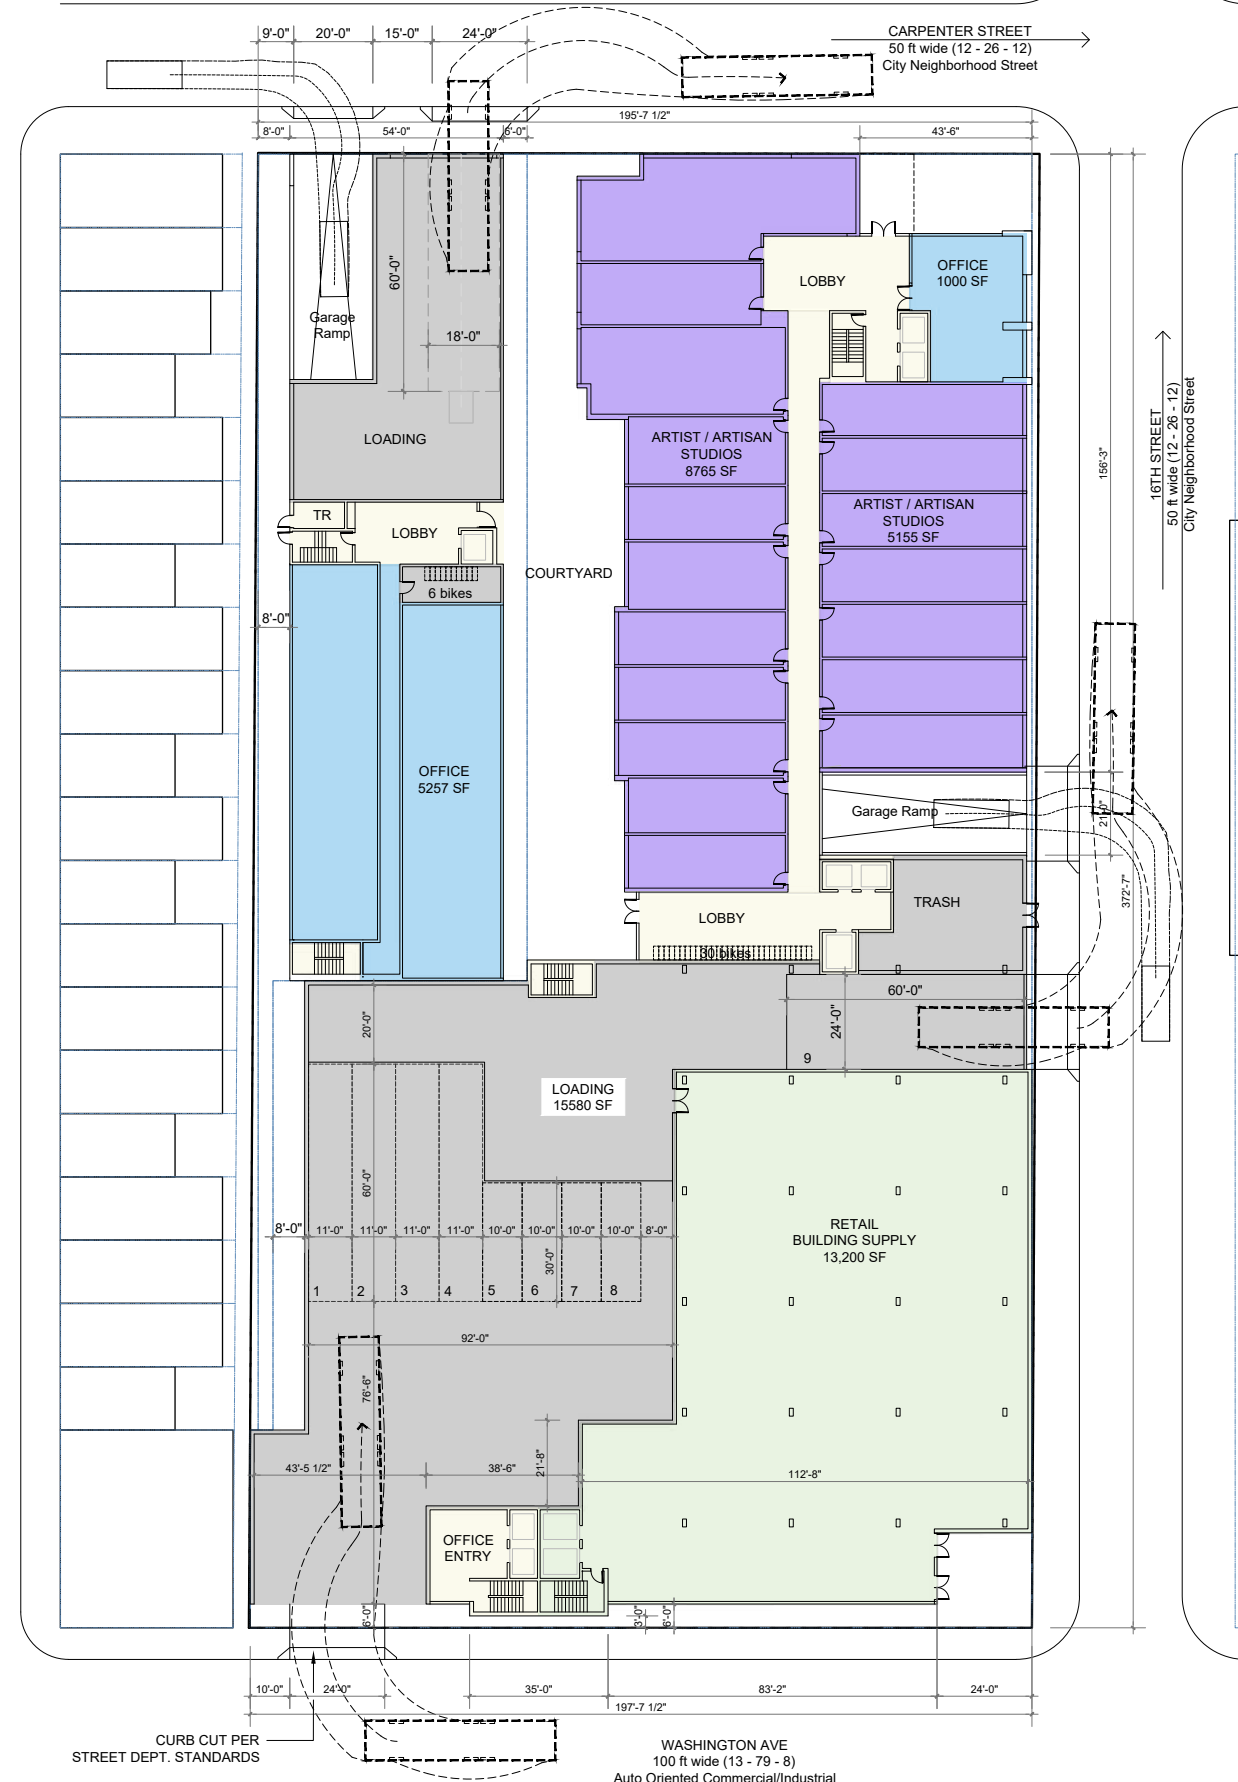 CARPENTER STREET
50 ft wide (12 - 26 - 12)
City Neighborhood Street
9'-0"
20'-0"
15'-0"
24'-0"
195'-7 1/2"
8'-0"
54'-0"
6'-0"
43'-6"
60'-0"
18'-0"
Garage
Ramp
LOADING
LOBBY
OFFICE
1000 SF
ARTIST / ARTISAN
STUDIOS
8765 SF
ARTIST / ARTISAN
STUDIOS
5155 SF
156'-3"
16TH STREET
50 ft wide (12 - 26 - 12)
City Neighborhood Street
TR
LOBBY
6 bikes
COURTYARD
8'-0"
OFFICE
5257 SF
Garage Ramp
21'-0"
372'-7"
TRASH
LOBBY
30 bikes
60'-0"
24'-0"
9
20'-0"
LOADING
15580 SF
60'-0"
8'-0"
11'-0"
11'-0"
11'-0"
11'-0"
10'-0"
10'-0"
10'-0"
10'-0"
8'-0"
30'-0"
1
2
3
4
5
6
7
8
RETAIL
BUILDING SUPPLY
13,200 SF
92'-0"
76'-6"
43'-5 1/2"
38'-6"
21'-8"
112'-8"
OFFICE
ENTRY
6'-0"
3'-0"
6'-0"
10'-0"
24'-0"
35'-0"
83'-2"
24'-0"
197'-7 1/2"
CURB CUT PER
STREET DEPT. STANDARDS
WASHINGTON AVE
100 ft wide (13 - 79 - 8)
Auto Oriented Commercial/Industrial